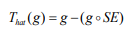 T_hat(g) = g − (g ∘ SE)